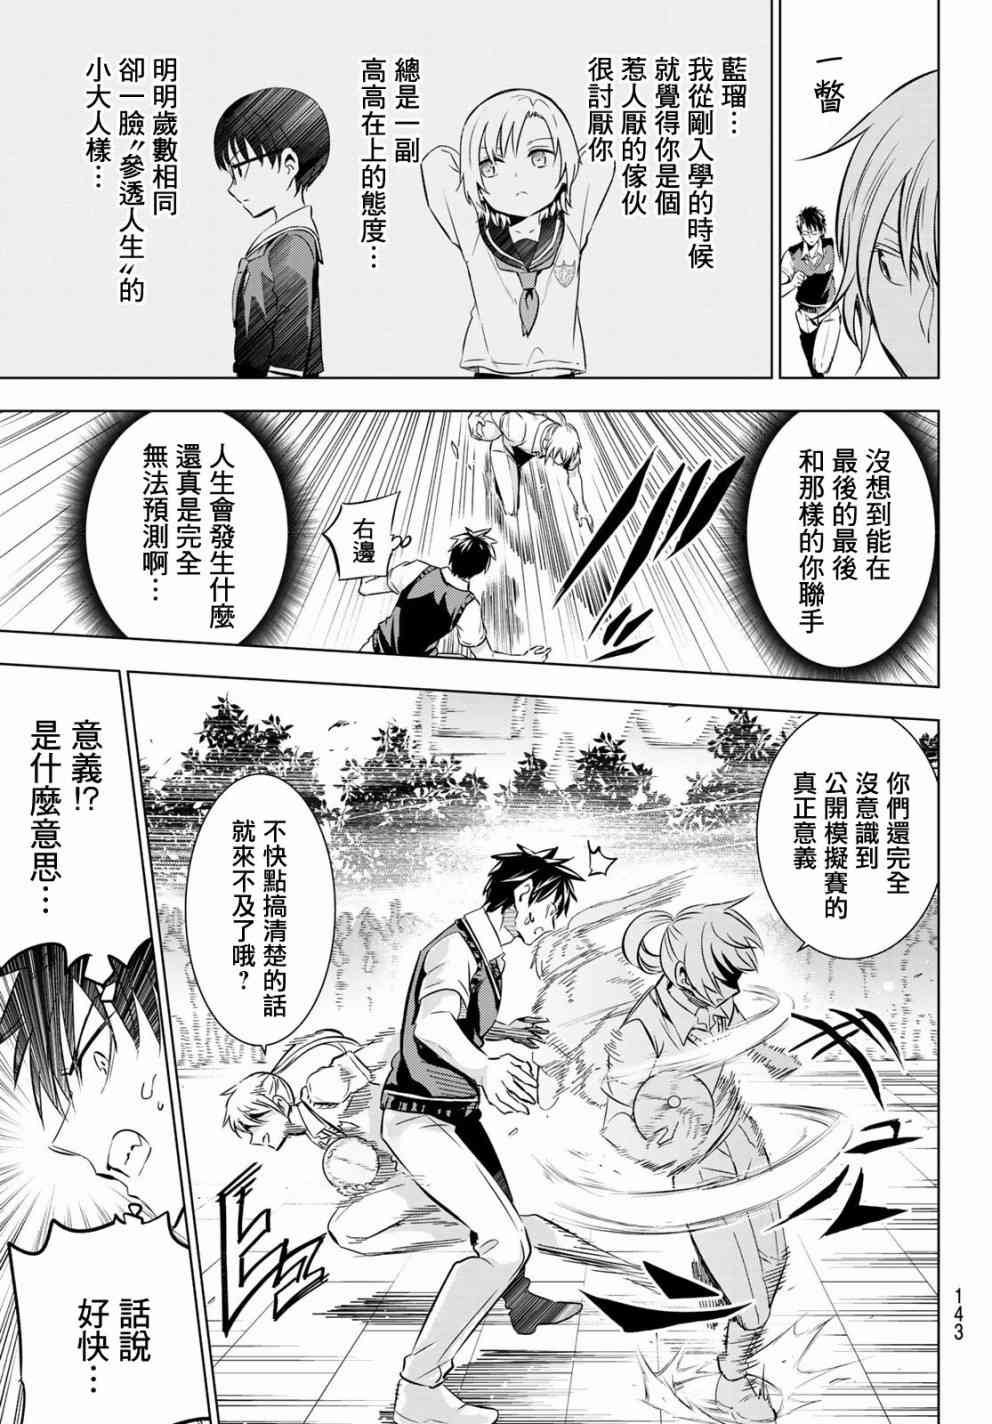 一瞥
藍瑠…
我從剛入學的時候
就覺得你是個
惹人厭的傢伙
很討厭你
總是一副
高高在上的態度…
明明歲數相同
卻一臉〝參透人生〞的
小大人樣…
沒想到能在
最後的最後
和那樣的你聯手
右邊
人生會發生什麼
還真是完全
無法預測啊…
你們還完全
沒意識到
公開模擬賽的
真正意義
不快點搞清楚的話
就來不及了哦？
意義!?
是什麼意思…
話說
好快…
143